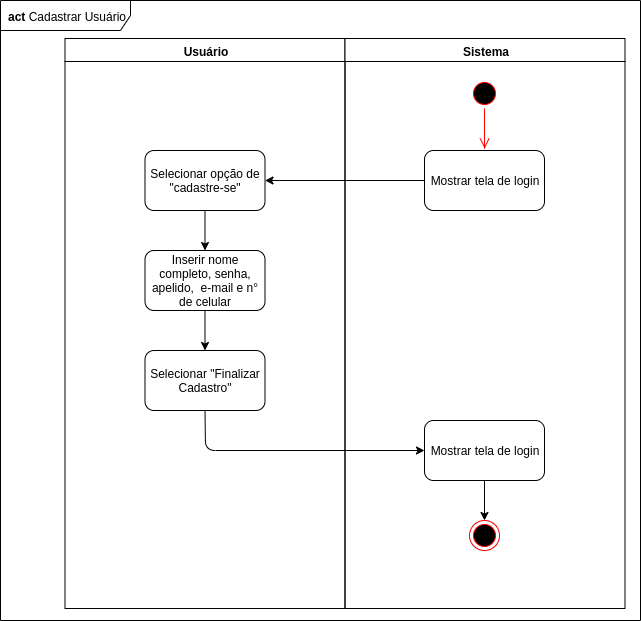 act Cadastrar Usuário
Usuário
Sistema
Mostrar tela de login
Selecionar opção de
"cadastre-se"
Inserir nome
completo, senha,
apelido, e-mail e n°
de celular
Selecionar "Finalizar
Cadastro"
Mostrar tela de login